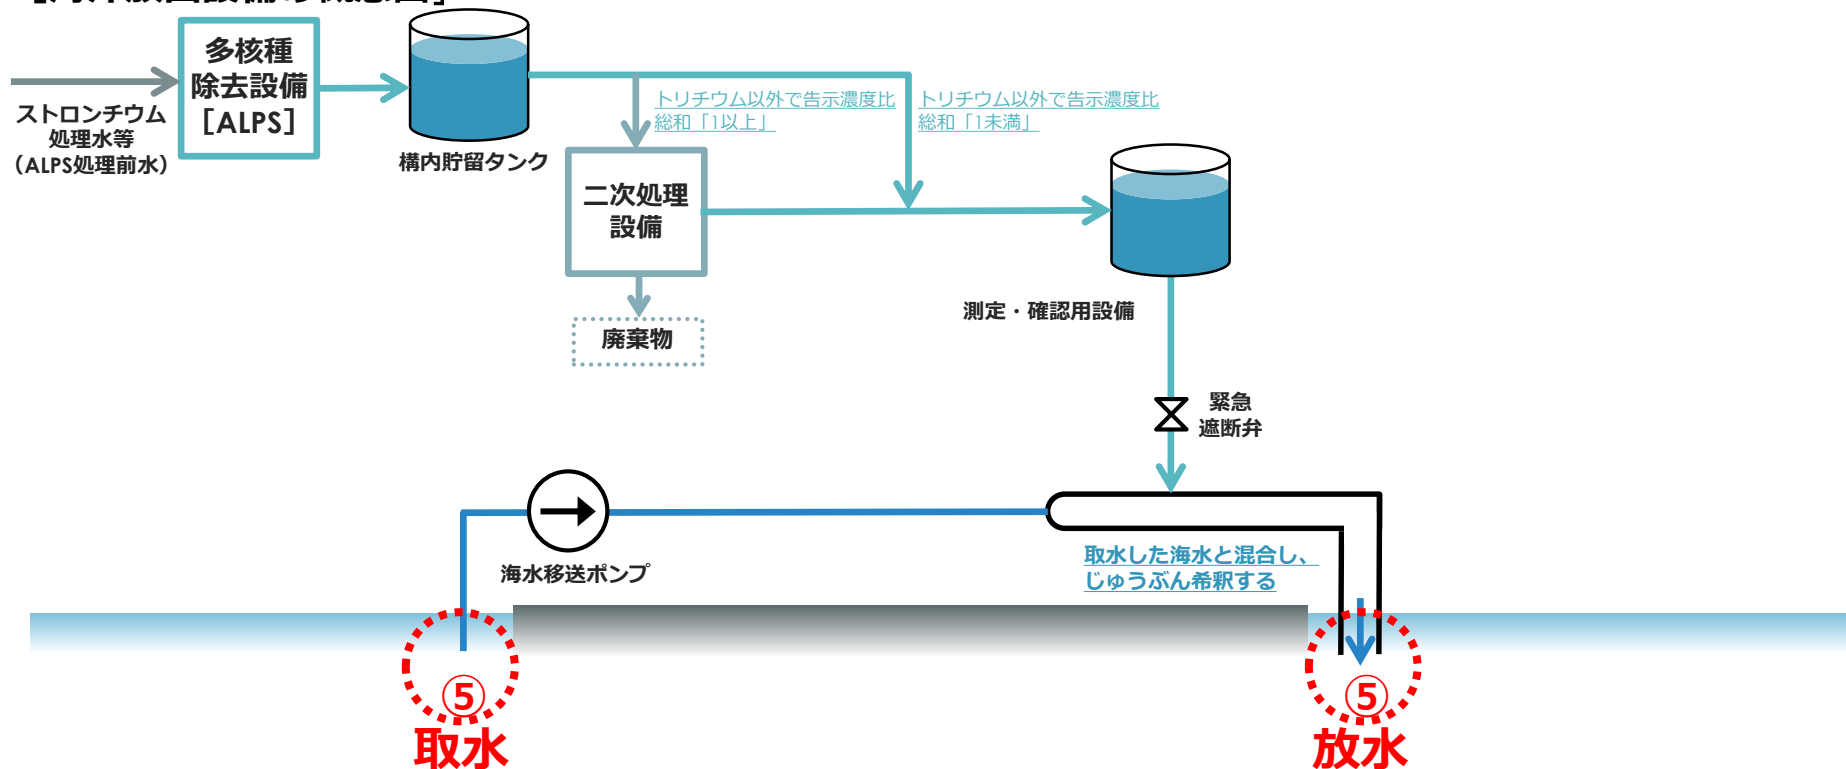 多核種
除去設備
［ALPS］
ストロンチウム
処理水等
（ALPS処理前水）
構内貯留タンク
トリチウム以外で告示濃度比
総和「1以上」
トリチウム以外で告示濃度比
総和「1未満」
二次処理
設備
廃棄物
測定・確認用設備
緊急
遮断弁
海水移送ポンプ
取水した海水と混合し、
じゅうぶん希釈する
⑤
取水
⑤
放水